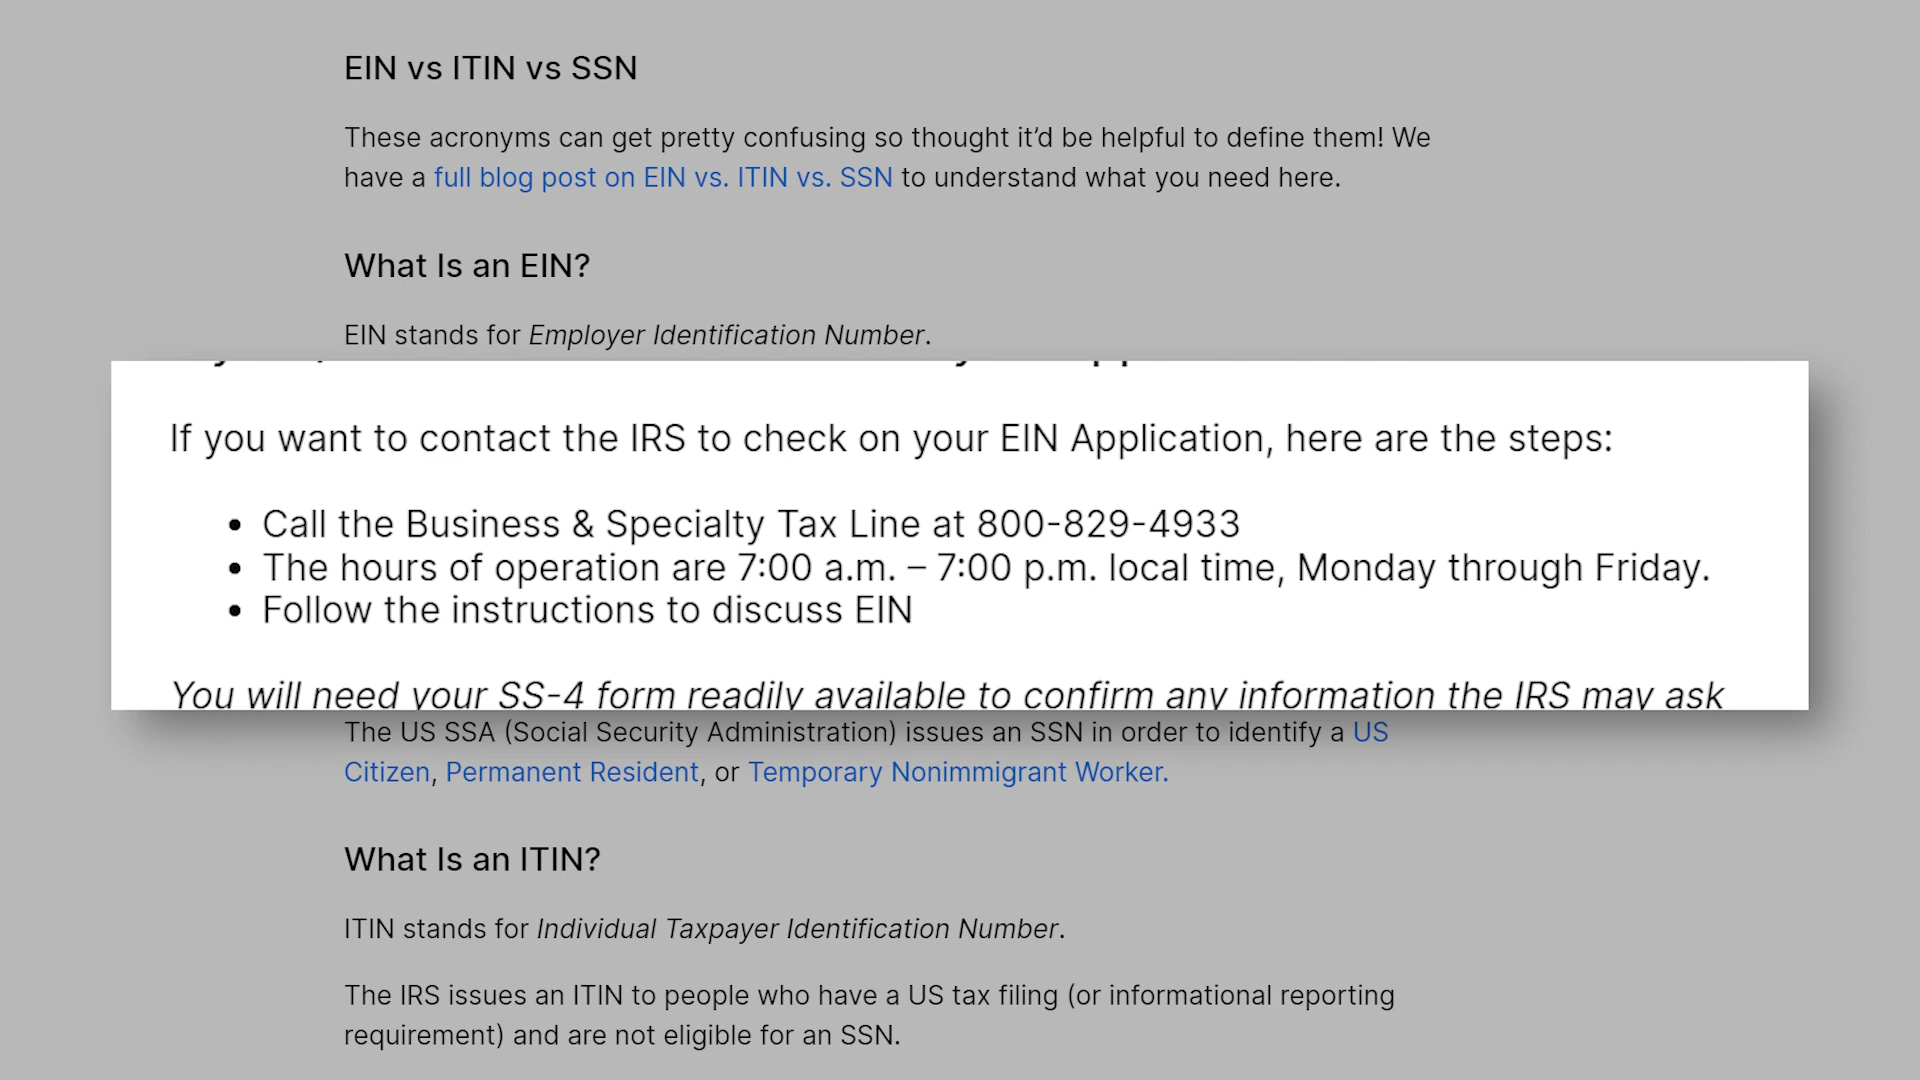 EIN vs ITIN vs SSN
These acronyms can get pretty confusing so thought it’d be helpful to define them! We
have a full blog post on EIN vs. ITIN vs. SSN to understand what you need here.
What Is an EIN?
EIN stands for Employer Identification Number.
If you want to contact the IRS to check on your EIN Application, here are the steps:
• Call the Business & Specialty Tax Line at 800-829-4933
• The hours of operation are 7:00 a.m. – 7:00 p.m. local time, Monday through Friday.
• Follow the instructions to discuss EIN
You will need your SS-4 form readily available to confirm any information the IRS may ask
The US SSA (Social Security Administration) issues an SSN in order to identify a US
Citizen, Permanent Resident, or Temporary Nonimmigrant Worker.
What Is an ITIN?
ITIN stands for Individual Taxpayer Identification Number.
The IRS issues an ITIN to people who have a US tax filing (or informational reporting
requirement) and are not eligible for an SSN.